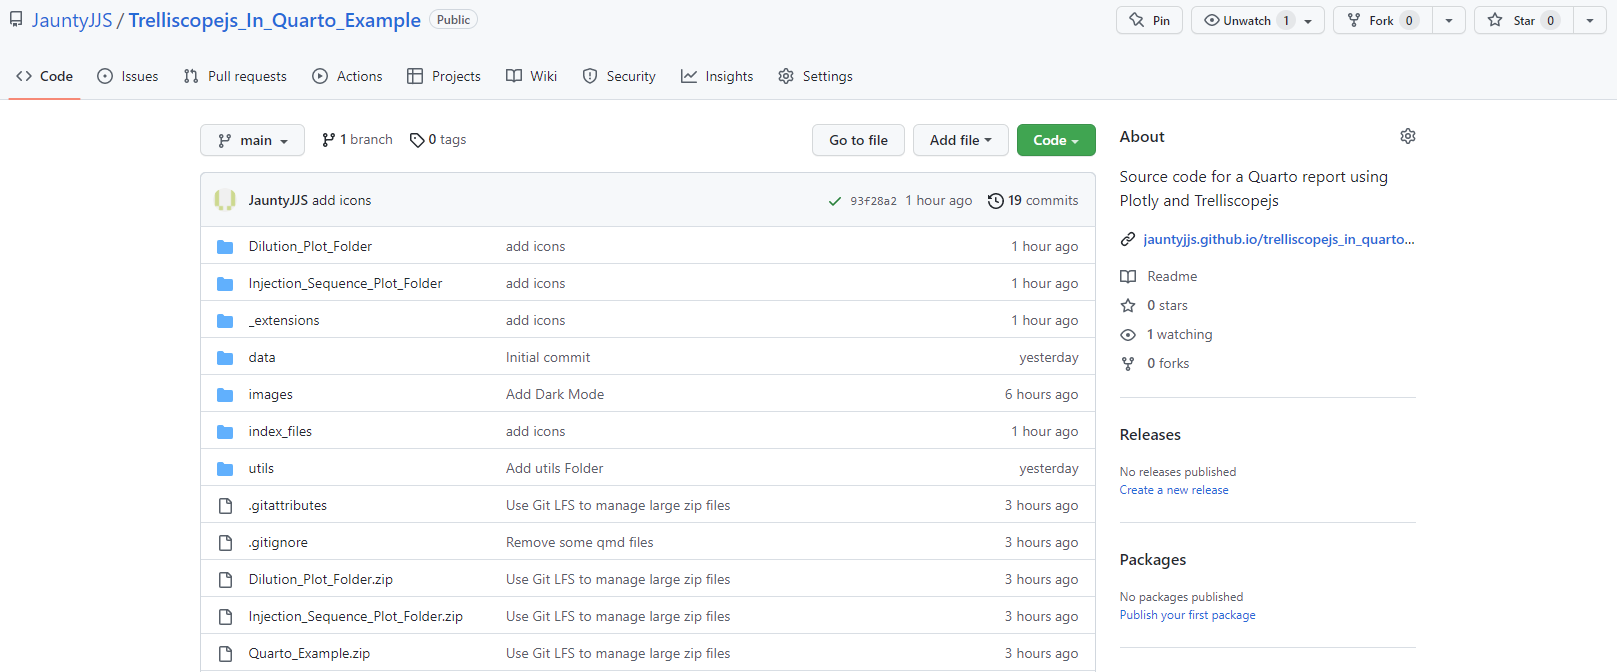 JauntyJJS / Trelliscopejs_In_Quarto_Example Public Pin Unwatch 1 Fork 0 Star 0
Code Issues Pull requests Actions Projects Wiki Security Insights Settings
main 1 branch 0 tags Go to file Add file Code
JauntyJJS add icons 93f28a2 1 hour ago 19 commits
Dilution_Plot_Folder add icons 1 hour ago
Injection_Sequence_Plot_Folder add icons 1 hour ago
_extensions add icons 1 hour ago
data Initial commit yesterday
images Add Dark Mode 6 hours ago
index_files add icons 1 hour ago
utils Add utils Folder yesterday
.gitattributes Use Git LFS to manage large zip files 3 hours ago
.gitignore Remove some qmd files 3 hours ago
Dilution_Plot_Folder.zip Use Git LFS to manage large zip files 3 hours ago
Injection_Sequence_Plot_Folder.zip Use Git LFS to manage large zip files 3 hours ago
Quarto_Example.zip Use Git LFS to manage large zip files 3 hours ago
About
Source code for a Quarto report using
Plotly and Trelliscopejs
jauntyjjs.github.io/trelliscopejs_in_quarto...
Readme
0 stars
1 watching
0 forks
Releases
No releases published
Create a new release
Packages
No packages published
Publish your first package